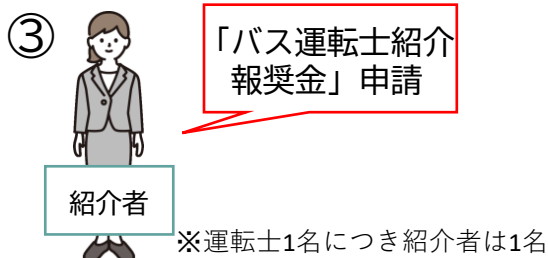 ③
「バス運転士紹介
報奨金」申請
紹介者
※運転士1名につき紹介者は1名